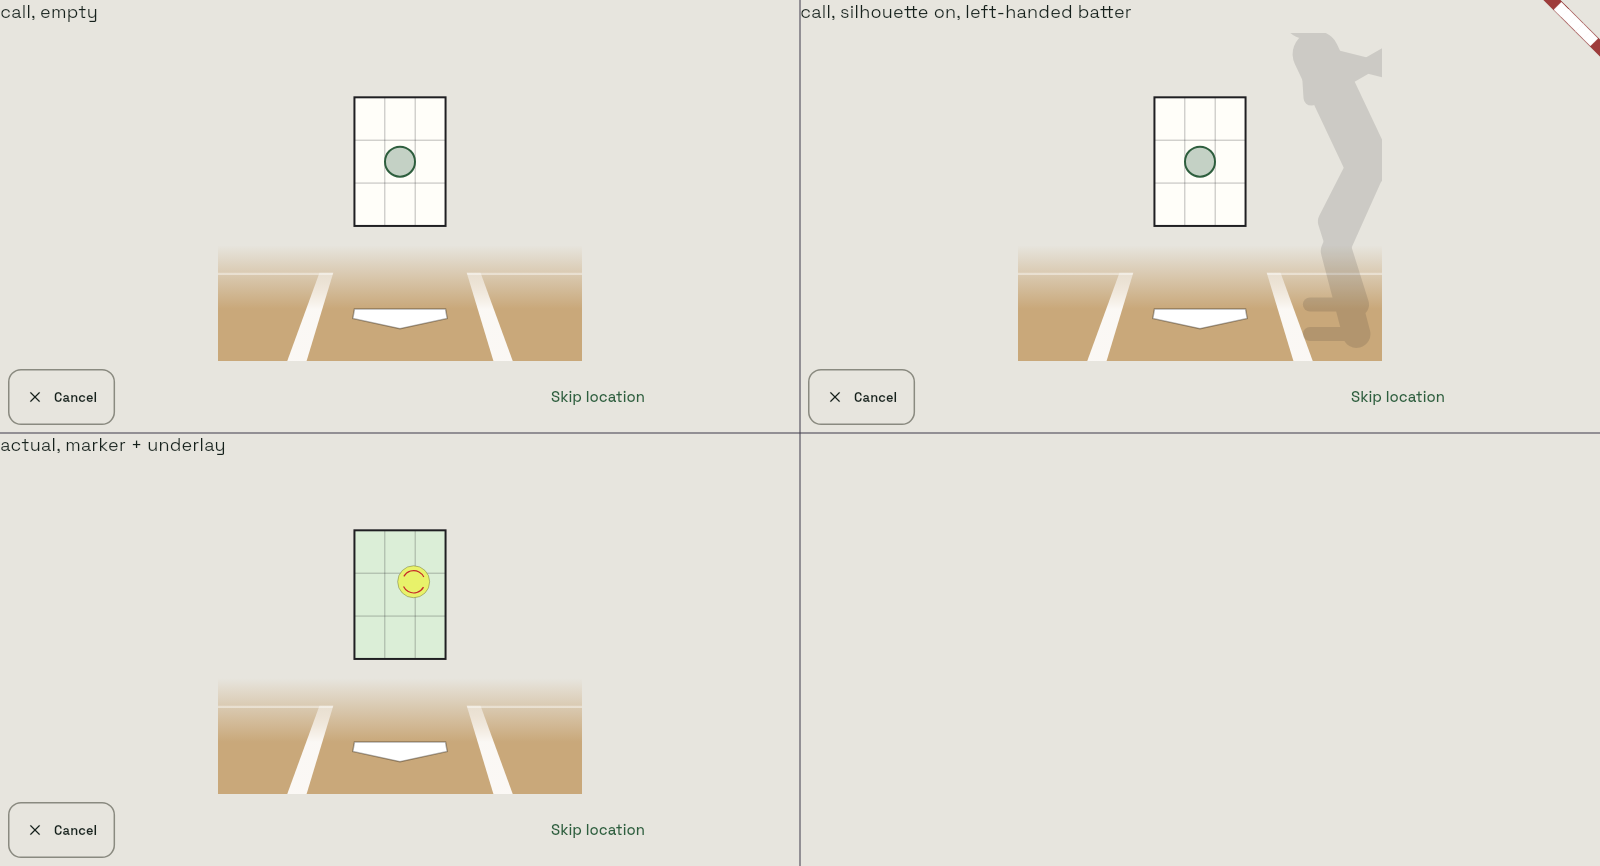 call, empty
call, silhouette on, left-handed batter
Cancel
Skip location
Cancel
Skip location
actual, marker + underlay
Cancel
Skip location